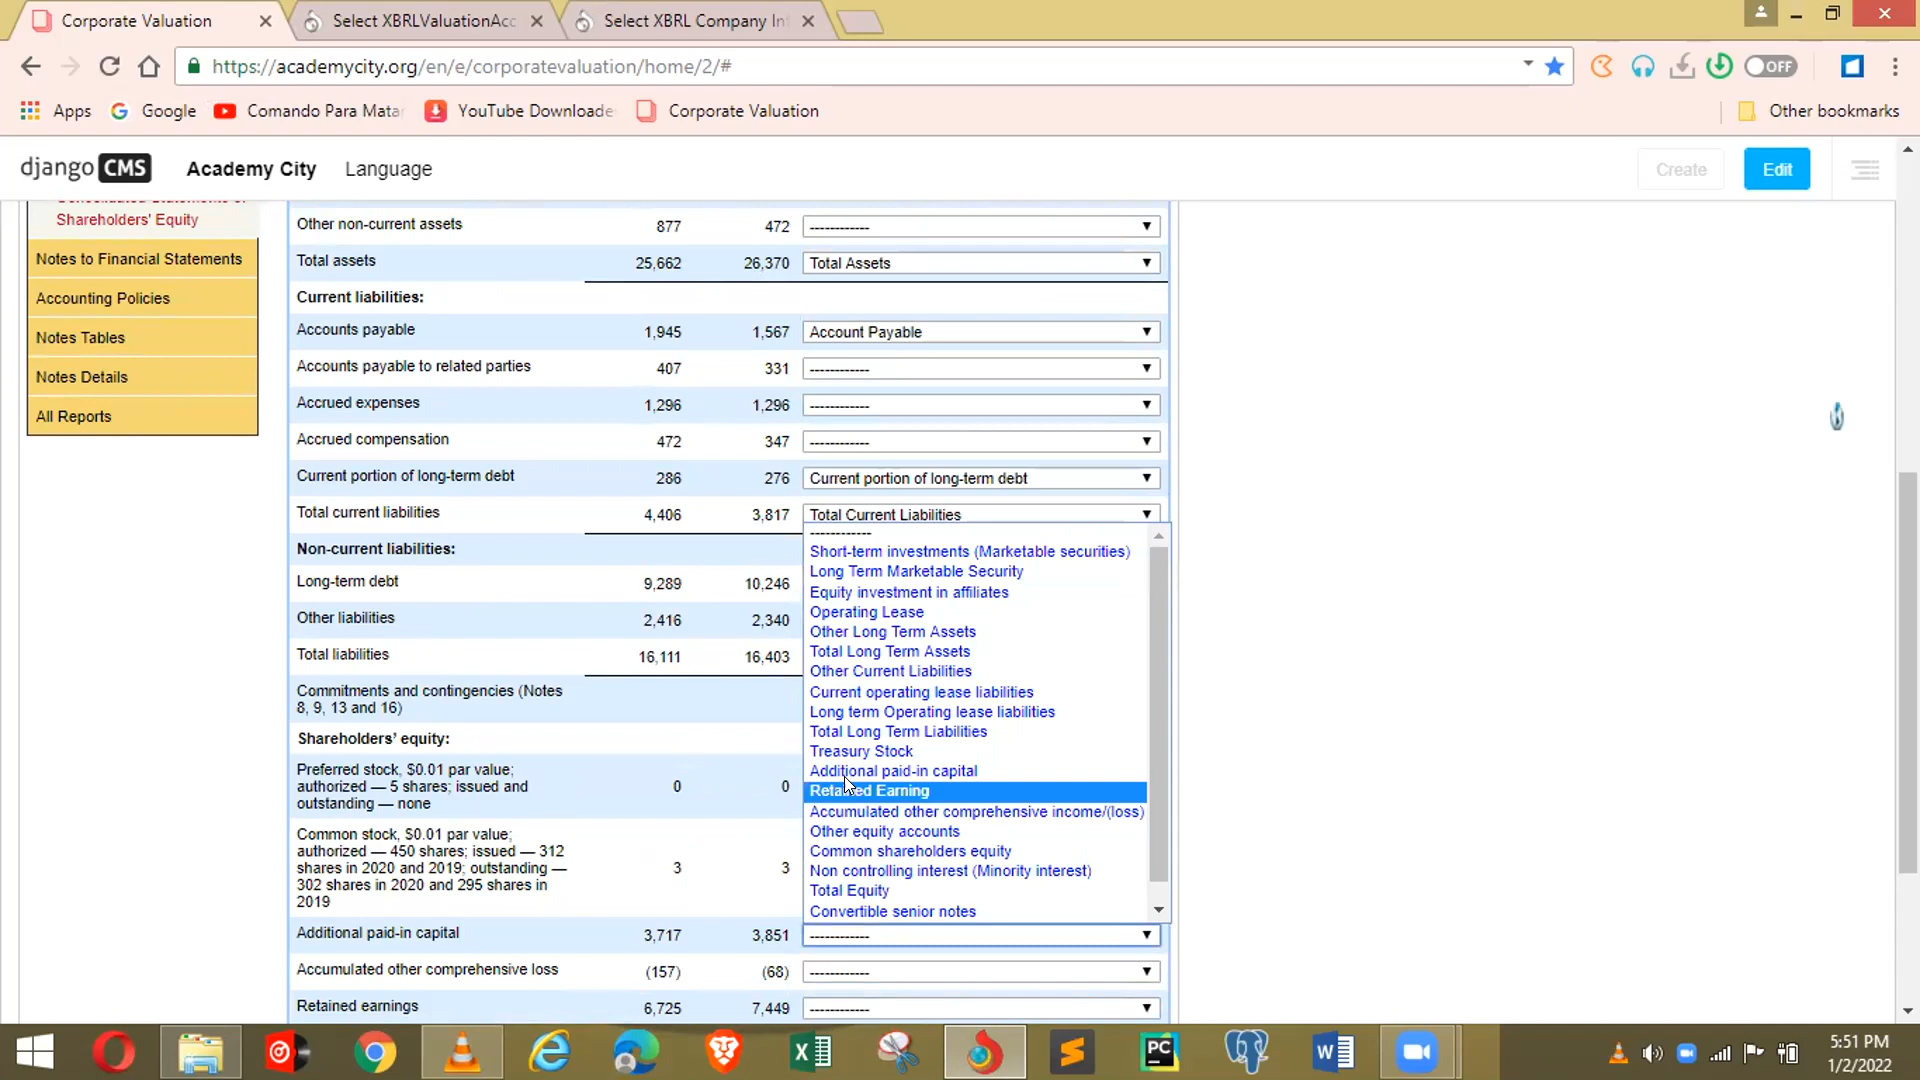 Corporate Valuation
Select XBRLValuationAcc
Select XBRL Company In
https://academycity.org/en/e/corporatevaluation/home/2/#
OFF
Apps
Google
Comando Para Matar
YouTube Downloade
Corporate Valuation
Other bookmarks
django CMS
Academy City
Language
Create
Edit
Shareholders' Equity
Notes to Financial Statements
Accounting Policies
Notes Tables
Notes Details
All Reports
Other non-current assets 877 472 ------------
Total assets 25,662 26,370 Total Assets
Current liabilities:
Accounts payable 1,945 1,567 Account Payable
Accounts payable to related parties 407 331 ------------
Accrued expenses 1,296 1,296 ------------
Accrued compensation 472 347 ------------
Current portion of long-term debt 286 276 Current portion of long-term debt
Total current liabilities 4,406 3,817 Total Current Liabilities
Non-current liabilities:
Long-term debt 9,289 10,246
Other liabilities 2,416 2,340
Total liabilities 16,111 16,403
Commitments and contingencies (Notes
8, 9, 13 and 16)
Shareholders’ equity:
Preferred stock, $0.01 par value;
authorized — 5 shares; issued and
outstanding — none
0 0
Common stock, $0.01 par value;
authorized — 450 shares; issued — 312
shares in 2020 and 2019; outstanding —
302 shares in 2020 and 295 shares in
2019
3 3
------------
Short-term investments (Marketable securities)
Long Term Marketable Security
Equity investment in affiliates
Operating Lease
Other Long Term Assets
Total Long Term Assets
Other Current Liabilities
Current operating lease liabilities
Long term Operating lease liabilities
Total Long Term Liabilities
Treasury Stock
Additional paid-in capital
Retained Earning
Accumulated other comprehensive income/(loss)
Other equity accounts
Common shareholders equity
Non controlling interest (Minority interest)
Total Equity
Convertible senior notes
Additional paid-in capital 3,717 3,851 ------------
Accumulated other comprehensive loss (157) (68) ------------
Retained earnings 6,725 7,449 ------------
5:51 PM
1/2/2022